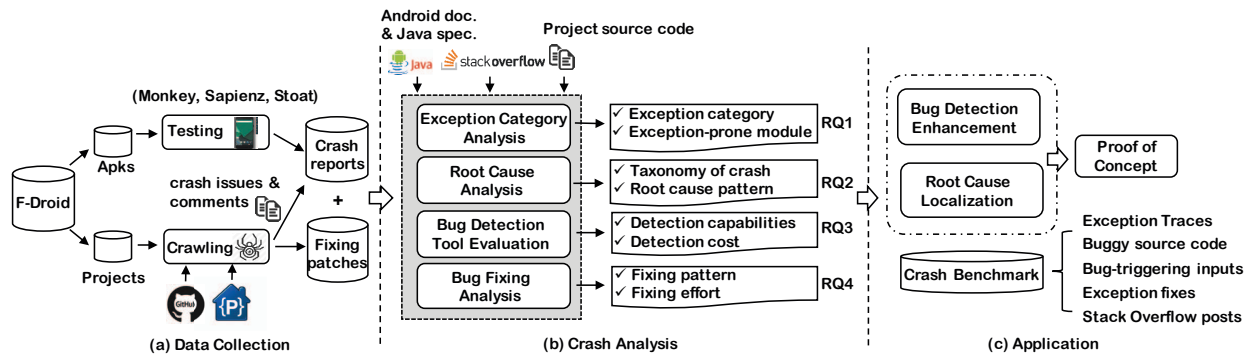 Android doc.
& Java spec.
Project source code
Java
stackoverflow
(Monkey, Sapienz, Stoat)
Testing
Apks
Crash
reports
F-Droid
crash issues &
comments
+
Crawling
Projects
Fixing
patches
GitHub
{P}
(a) Data Collection
Exception Category
Analysis
✓ Exception category
✓ Exception-prone module
RQ1
Root Cause
Analysis
✓ Taxonomy of crash
✓ Root cause pattern
RQ2
Bug Detection
Tool Evaluation
✓ Detection capabilities
✓ Detection cost
RQ3
Bug Fixing
Analysis
✓ Fixing pattern
✓ Fixing effort
RQ4
(b) Crash Analysis
Bug Detection
Enhancement
Root Cause
Localization
Proof of
Concept
Crash Benchmark
Exception Traces
Buggy source code
Bug-triggering inputs
Exception fixes
Stack Overflow posts
(c) Application